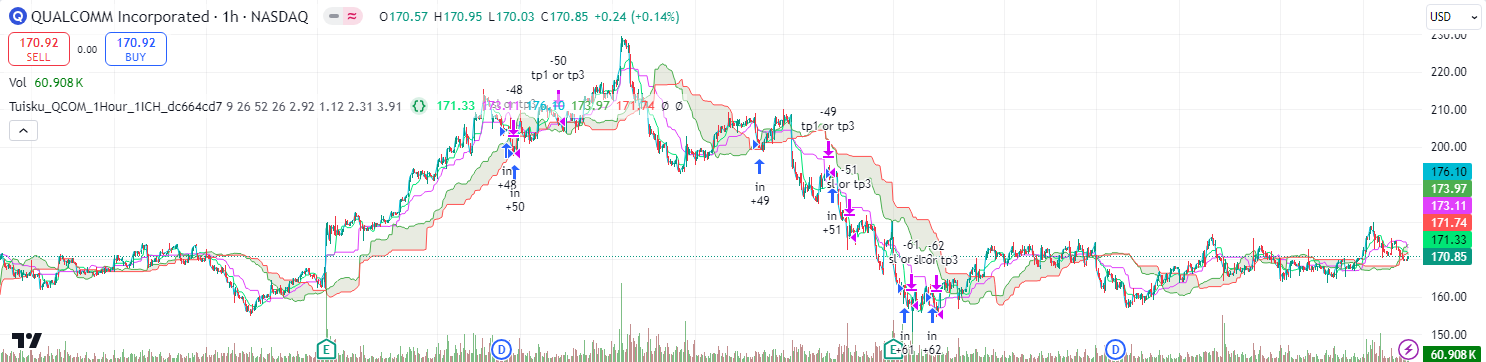 QUALCOMM Incorporated · 1h · NASDAQ O170.57 H170.95 L170.03 C170.85 +0.24 (+0.14%)
USD
170.92
SELL
0.00
170.92
BUY
Vol 60.908 K
Tuisku_QCOM_1Hour_1ICH_dc664cd7 9 26 52 26 2.92 1.12 2.31 3.91 171.33 173.11 176.10 173.97 171.74 Ø Ø
-50
tp1 or tp3
-48
in
+48
in
+50
in
+49
-49
tp1 or tp3
-51
sl or tp3
in
+51
-61
-62
in
+61
in
+62
230.00
220.00
210.00
200.00
176.10
173.97
173.11
171.74
171.33
170.85
160.00
150.00
60.908 K
E
D
E
D